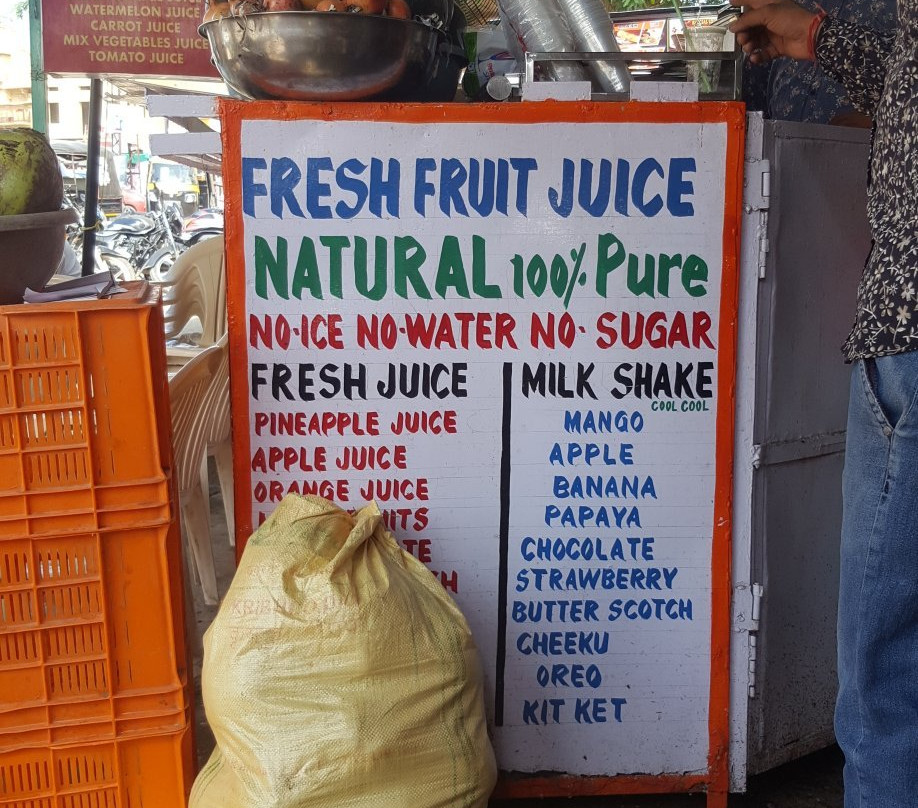 WATERMELON JUICE
CARROT JUICE
MIX VEGETABLES JUICE
TOMATO JUICE
FRESH FRUIT JUICE
NATURAL 100% Pure
NO-ICE NO-WATER NO- SUGAR
FRESH JUICE
PINEAPPLE JUICE
APPLE JUICE
ORANGE JUICE
MILK SHAKE
COOL COOL
MANGO
APPLE
BANANA
PAPAYA
CHOCOLATE
STRAWBERRY
BUTTER SCOTCH
CHEEKU
OREO
KIT KET